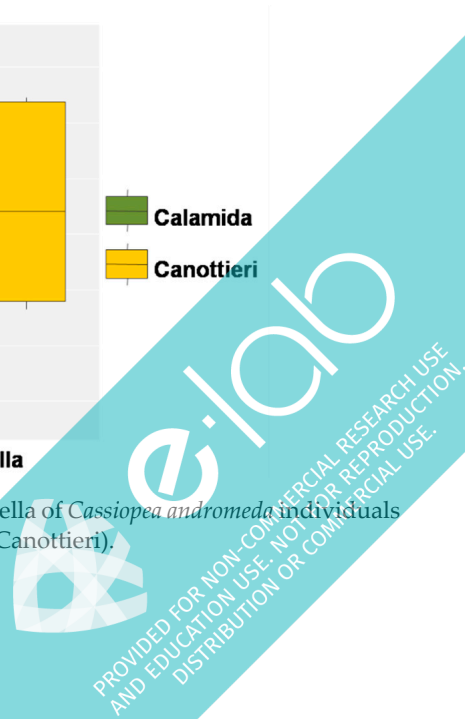 Calamida
Canottieri
lla
ella of Cassiopea andromeda individuals
Canottieri).
e·lab
PROVIDED FOR NON-COMMERCIAL RESEARCH USE
AND EDUCATION USE. NOT FOR REPRODUCTION,
DISTRIBUTION OR COMMERCIAL USE.